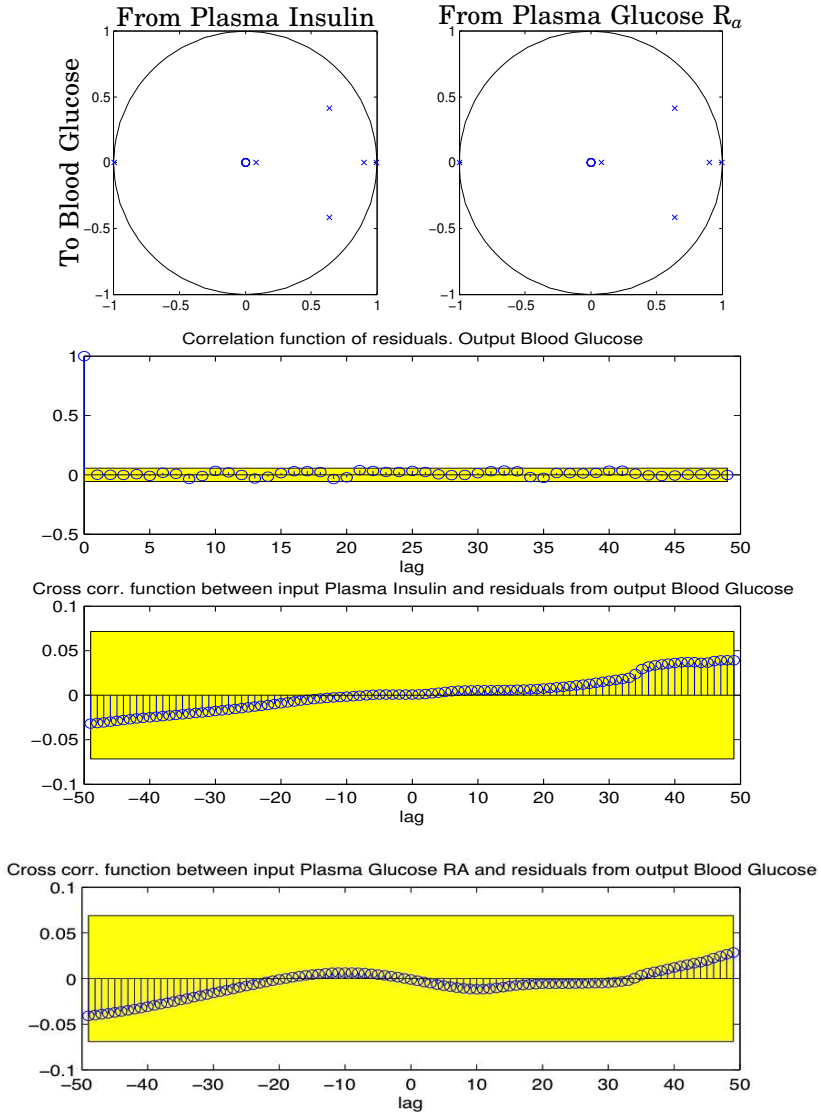 From Plasma Insulin
From Plasma Glucose Rₐ
To Blood Glucose
1
0.5
0
−0.5
−1
−1
−0.5
0
0.5
1
1
0.5
0
−0.5
−1
−1
−0.5
0
0.5
1
Correlation function of residuals. Output Blood Glucose
1
0.5
0
−0.5
0 5 10 15 20 25 30 35 40 45 50
lag
Cross corr. function between input Plasma Insulin and residuals from output Blood Glucose
0.1
0.05
0
−0.05
−0.1
−50 −40 −30 −20 −10 0 10 20 30 40 50
lag
Cross corr. function between input Plasma Glucose RA and residuals from output Blood Glucose
0.1
0.05
0
−0.05
−0.1
−50 −40 −30 −20 −10 0 10 20 30 40 50
lag